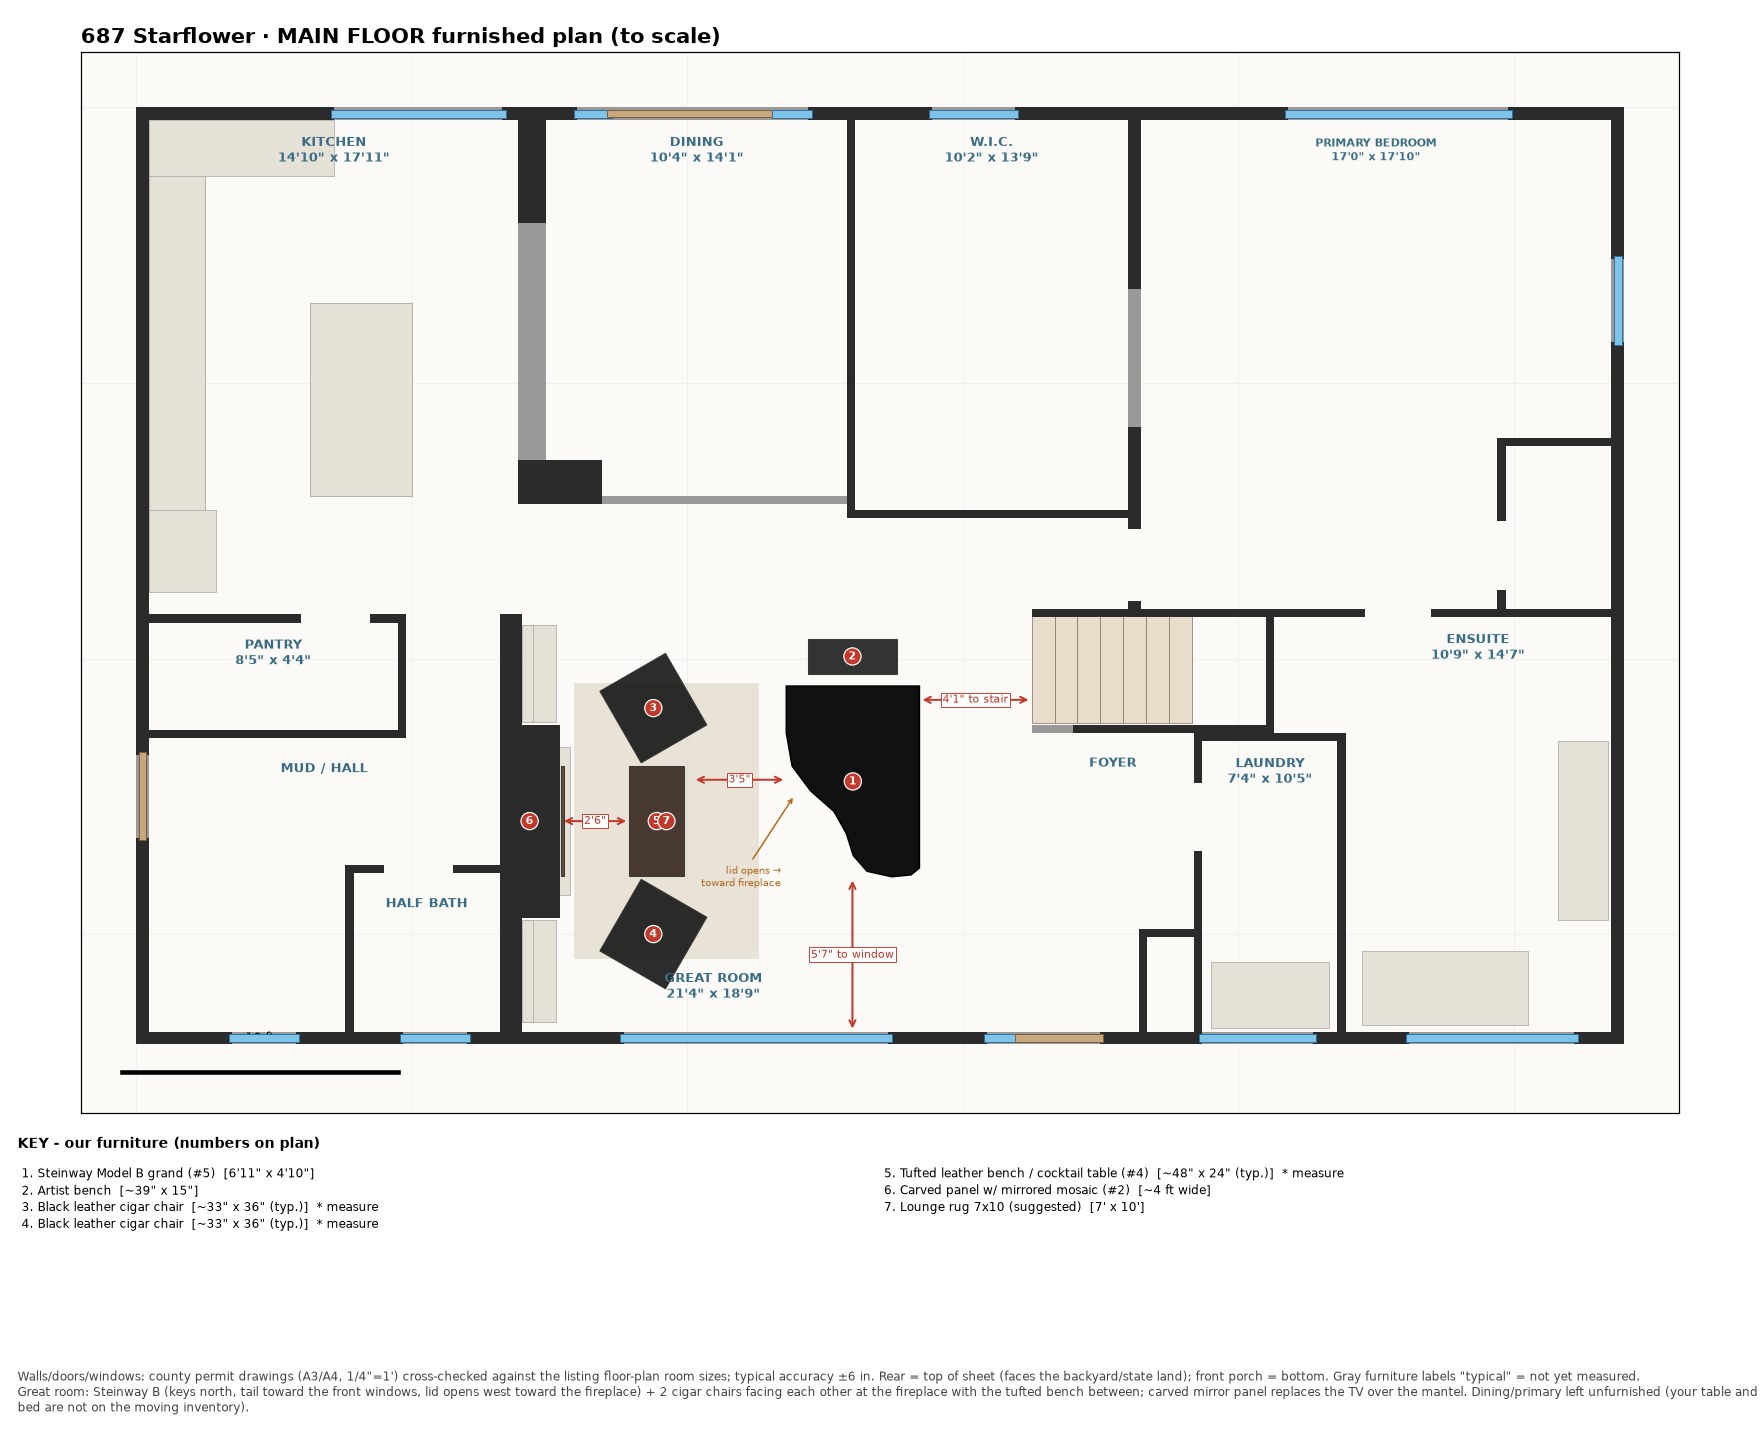 687 Starflower · MAIN FLOOR furnished plan (to scale)
KITCHEN
14'10" x 17'11"
DINING
10'4" x 14'1"
W.I.C.
10'2" x 13'9"
PRIMARY BEDROOM
17'0" x 17'10"
PANTRY
8'5" x 4'4"
ENSUITE
10'9" x 14'7"
2
4'1" to stair
3
MUD / HALL
FOYER
LAUNDRY
7'4" x 10'5"
3'5"
1
6
2'6"
5
7
lid opens →
toward fireplace
HALF BATH
4
5'7" to window
GREAT ROOM
21'4" x 18'9"
KEY - our furniture (numbers on plan)
1. Steinway Model B grand (#5)  [6'11" x 4'10"]
2. Artist bench  [~39" x 15"]
3. Black leather cigar chair  [~33" x 36" (typ.)]  * measure
4. Black leather cigar chair  [~33" x 36" (typ.)]  * measure
5. Tufted leather bench / cocktail table (#4)  [~48" x 24" (typ.)]  * measure
6. Carved panel w/ mirrored mosaic (#2)  [~4 ft wide]
7. Lounge rug 7x10 (suggested)  [7' x 10']
Walls/doors/windows: county permit drawings (A3/A4, 1/4"=1') cross-checked against the listing floor-plan room sizes; typical accuracy ±6 in. Rear = top of sheet (faces the backyard/state land); front porch = bottom. Gray furniture labels "typical" = not yet measured.
Great room: Steinway B (keys north, tail toward the front windows, lid opens west toward the fireplace) + 2 cigar chairs facing each other at the fireplace with the tufted bench between; carved mirror panel replaces the TV over the mantel. Dining/primary left unfurnished (your table and
bed are not on the moving inventory).